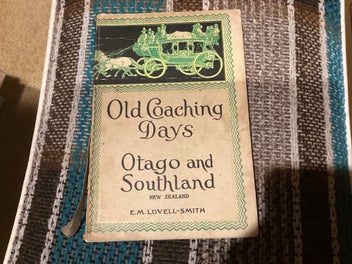 Old Coaching
Days
Otago and
Southland
NEW ZEALAND
E.M. LOVELL-SMITH